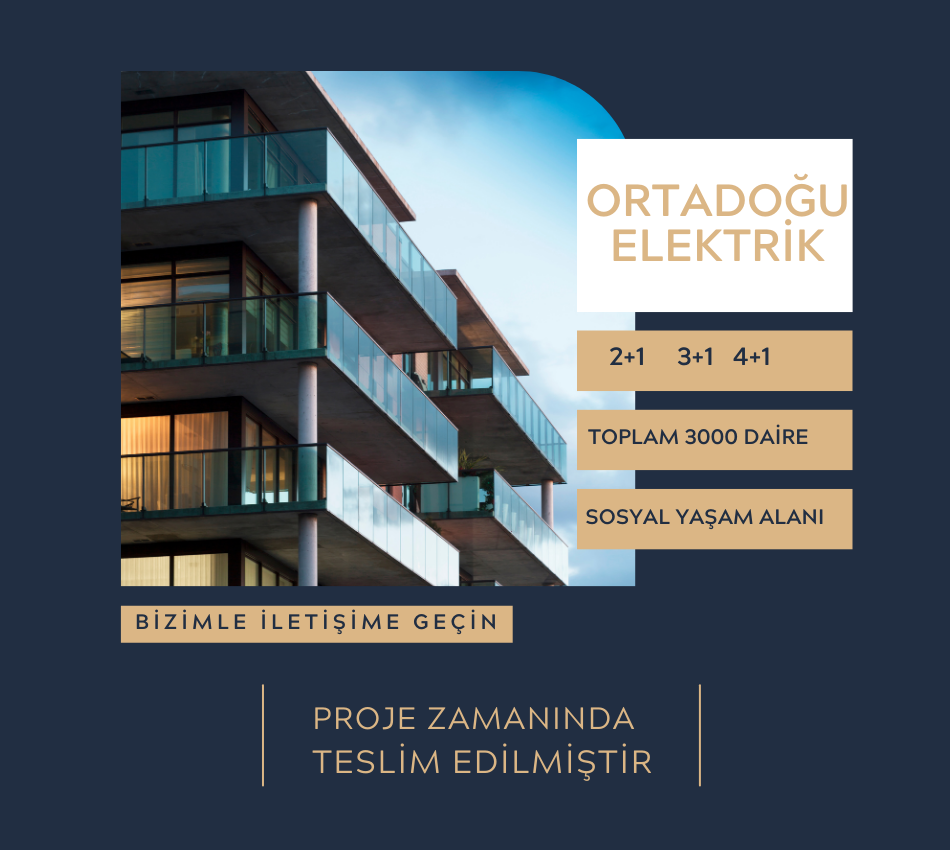 ORTADOĞU
ELEKTRİK
2+1 3+1 4+1
TOPLAM 3000 DAİRE
SOSYAL YAŞAM ALANI
BİZİMLE İLETİŞİME GEÇİN
PROJE ZAMANINDA
TESLİM EDİLMİŞTİR